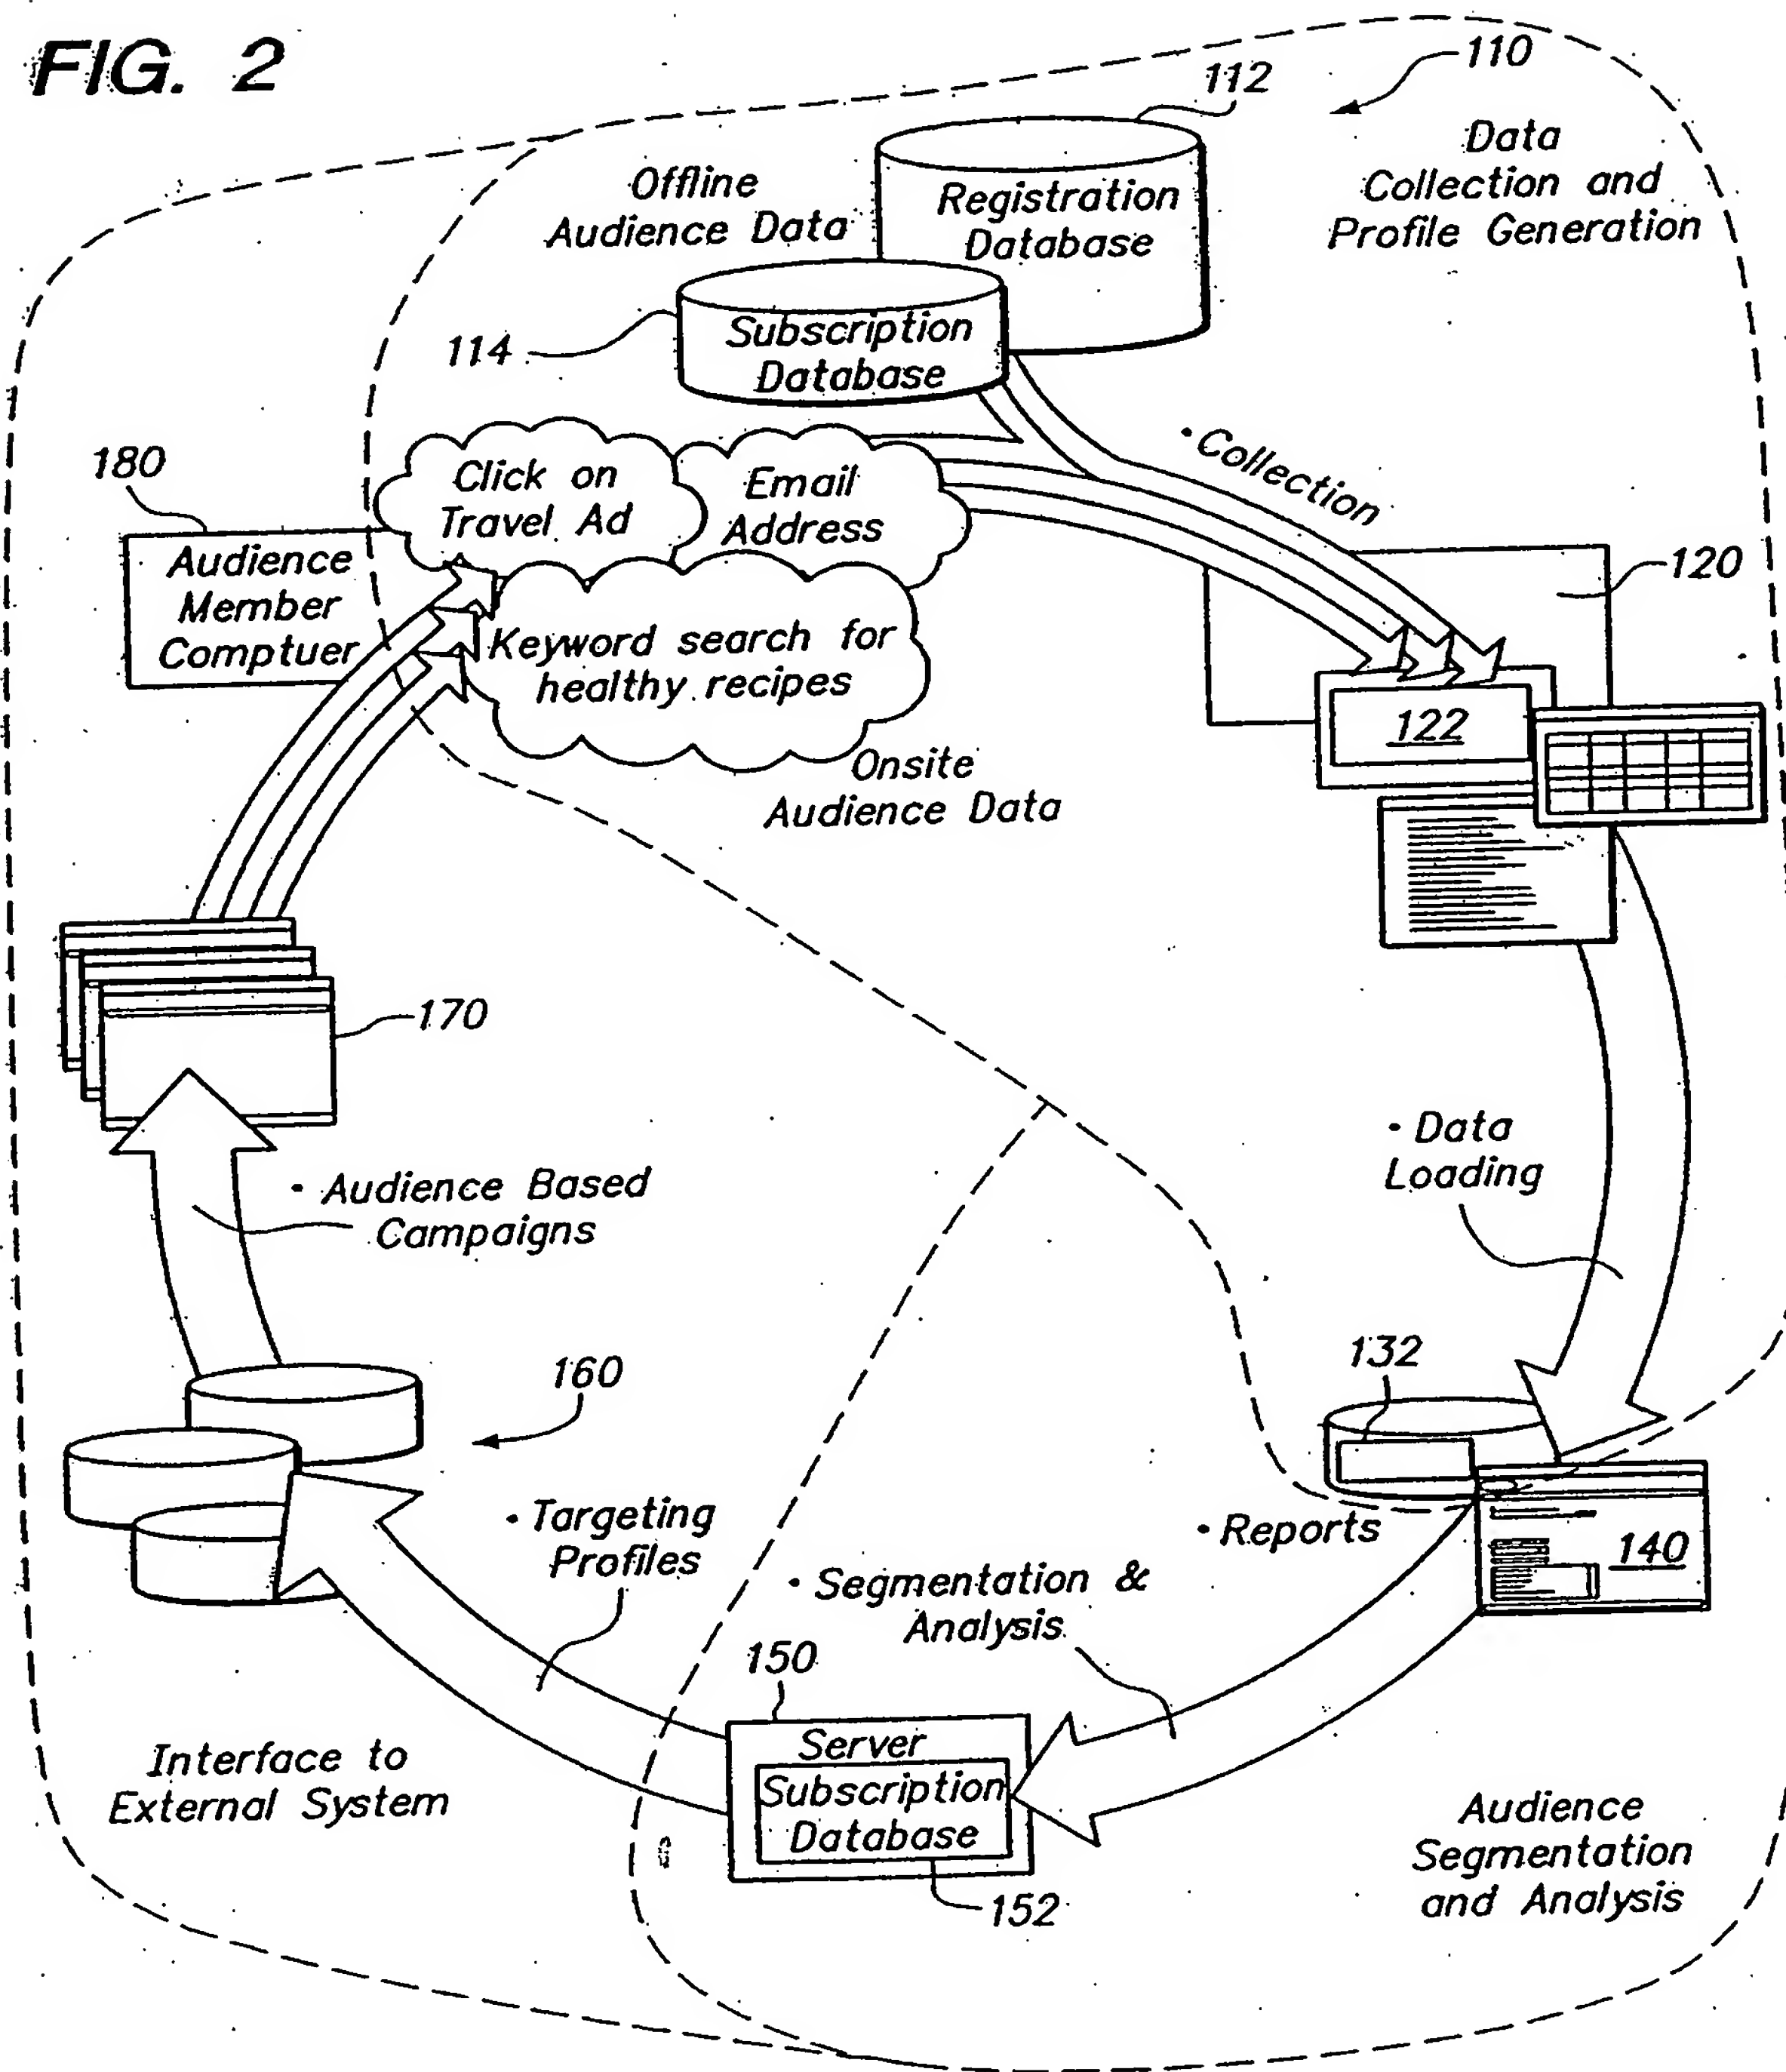 FIG. 2
110
112
Data
Collection and
Profile Generation
Offline
Audience Data
Registration
Database
114
Subscription
Database
• Collection
180
Click on
Travel Ad
Email
Address
Audience
Member
Comptuer
120
Keyword search for
healthy recipes
122
Onsite
Audience Data
170
• Data
Loading
• Audience Based
Campaigns
132
160
• Targeting
Profiles
• Reports
140
• Segmentation &
Analysis
150
Server
Subscription
Database
152
Interface to
External System
Audience
Segmentation
and Analysis